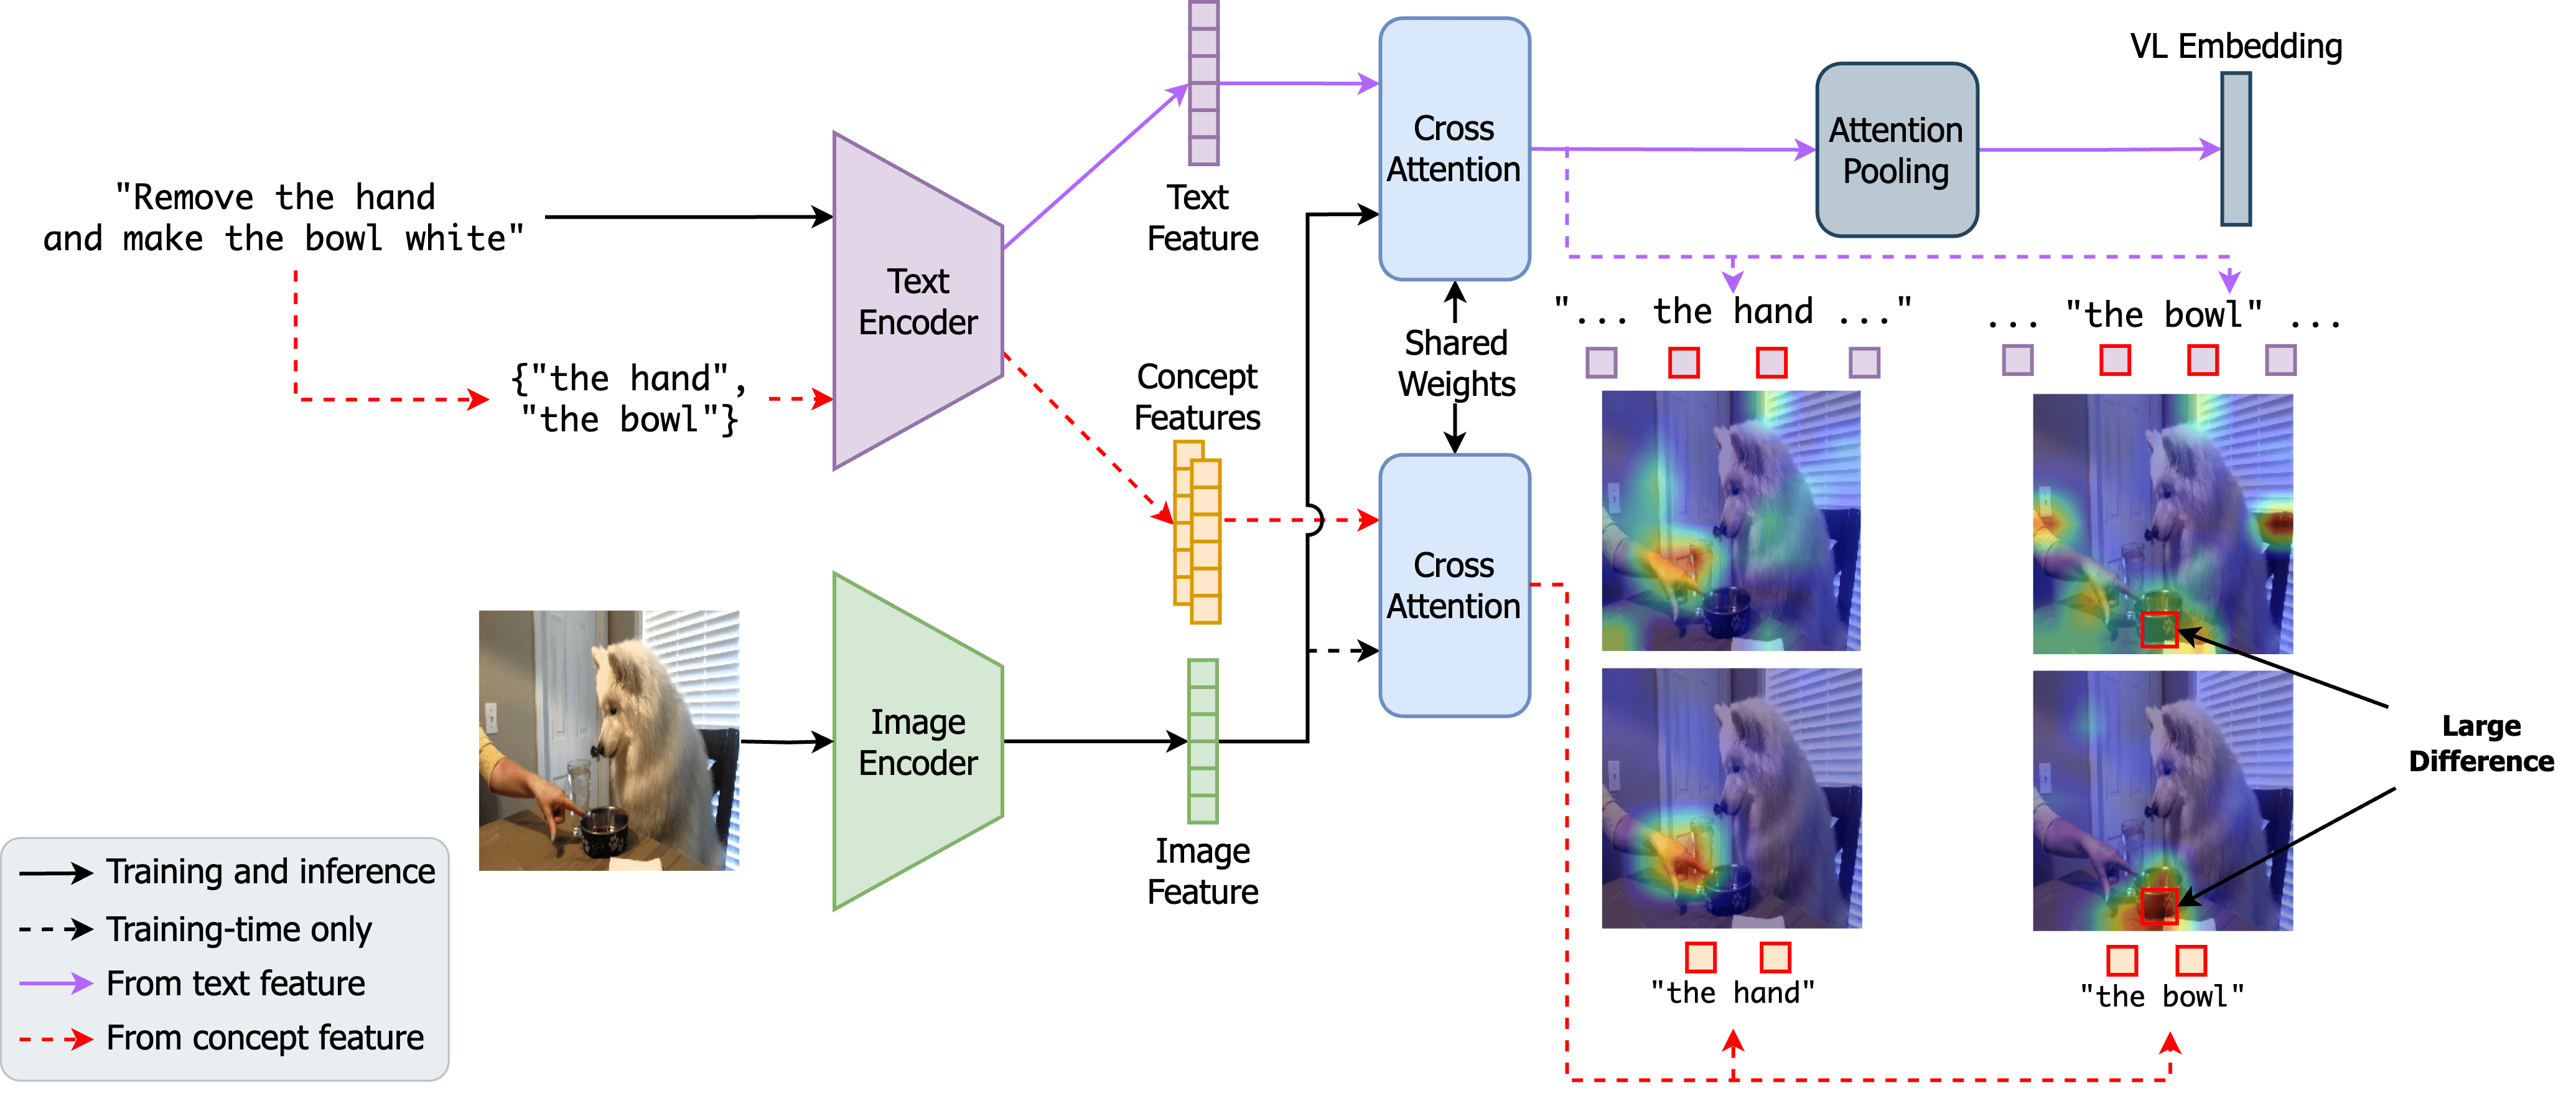 "Remove the hand
and make the bowl white"
{"the hand",
"the bowl"}
Text
Encoder
Image
Encoder
Text
Feature
Concept
Features
Image
Feature
Cross
Attention
Shared
Weights
Cross
Attention
Attention
Pooling
VL Embedding
"... the hand ..."
... "the bowl" ...
"the hand"
"the bowl"
Large
Difference
Training and inference
Training-time only
From text feature
From concept feature